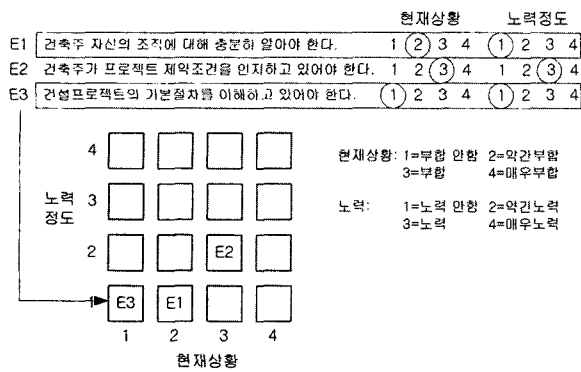 현재상황 노력정도
E1 건축주 자신의 조직에 대해 충분히 알아야 한다. 1 2 3 4 1 2 3 4
E2 건축주가 프로젝트 제약조건을 인지하고 있어야 한다. 1 2 3 4 1 2 3 4
E3 건설프로젝트의 기본절차를 이해하고 있어야 한다. 1 2 3 4 1 2 3 4
4
현재상황: 1=부합 안함 2=약간부합
3=부합 4=매우부합
노력 3
정도
노력: 1=노력 안함 2=약간노력
3=노력 4=매우노력
2 E2
1 E3 E1
1 2 3 4
현재상황